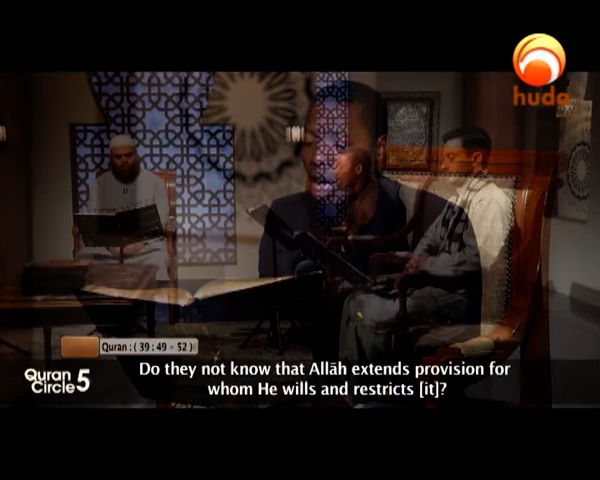 huda
Quran : ( 39 : 49 - 52 )
Quran
Circle 5
Do they not know that Allāh extends provision for
whom He wills and restricts [it]?